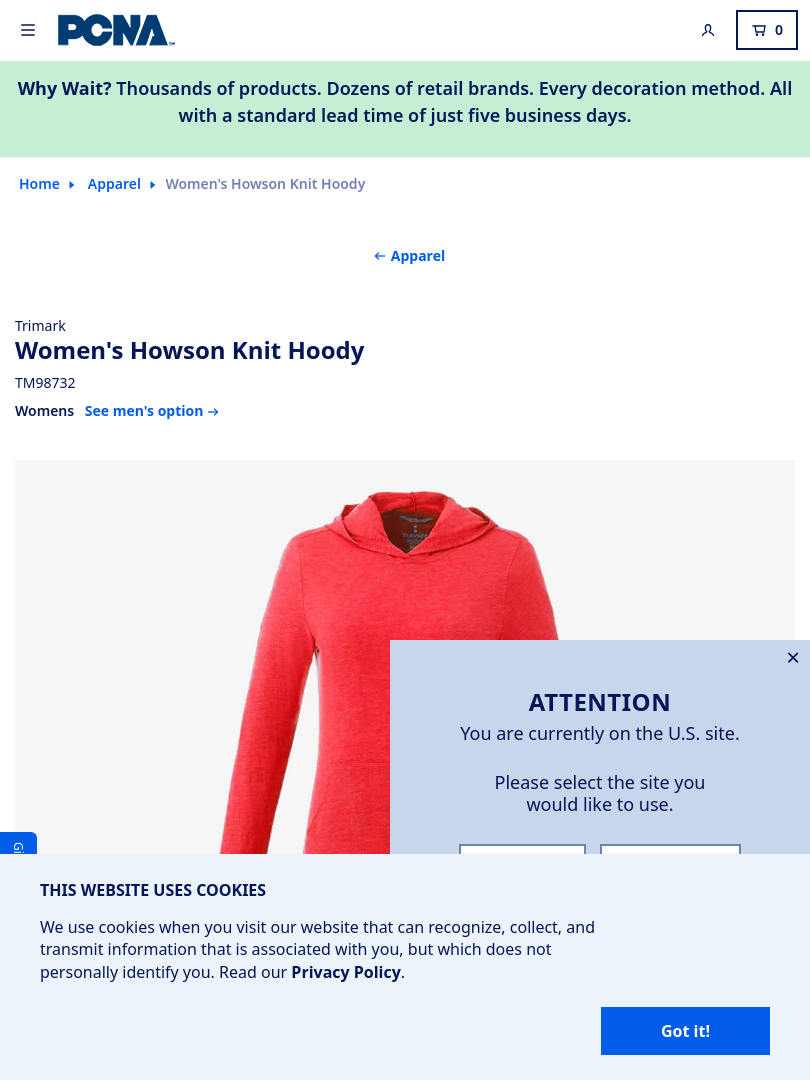 PCNA
0
Why Wait? Thousands of products. Dozens of retail brands. Every decoration method. All
with a standard lead time of just five business days.
Home Apparel Women's Howson Knit Hoody
Apparel
Trimark
Women's Howson Knit Hoody
TM98732
Womens See men's option
ATTENTION
You are currently on the U.S. site.
Please select the site you
would like to use.
THIS WEBSITE USES COOKIES
We use cookies when you visit our website that can recognize, collect, and
transmit information that is associated with you, but which does not
personally identify you. Read our Privacy Policy.
Got it!